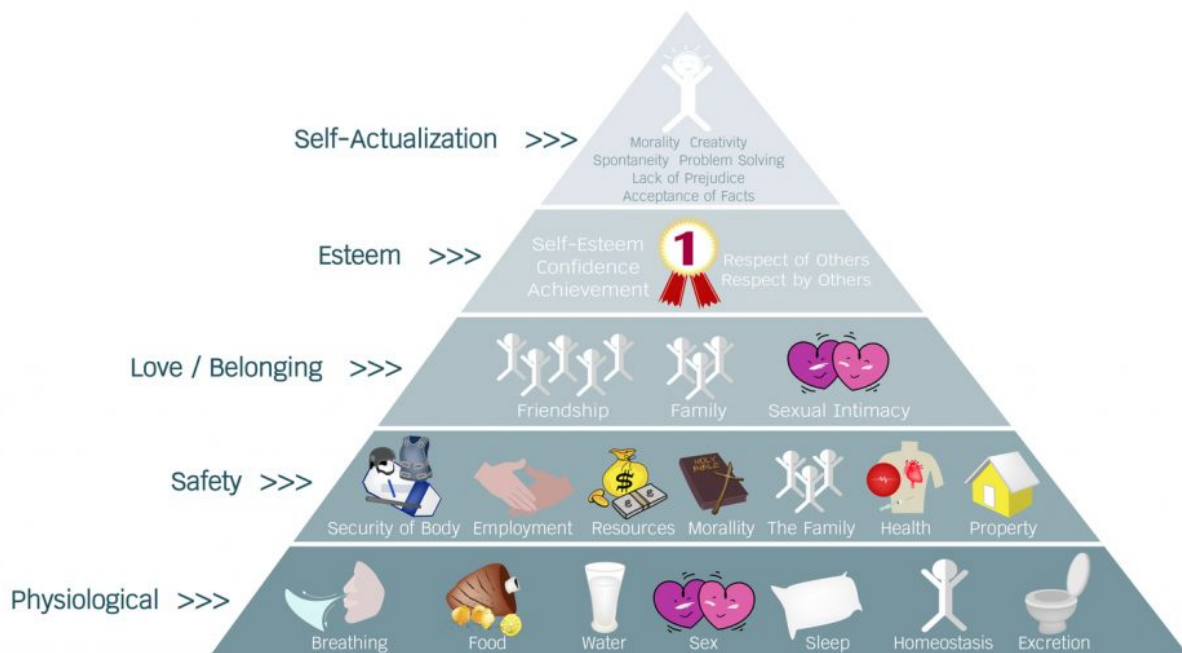 Self-Actualization >>>
Morality Creativity
Spontaneity Problem Solving
Lack of Prejudice
Acceptance of Facts
Esteem >>>
Self-Esteem
Confidence
Achievement
1
Respect of Others
Respect by Others
Love / Belonging >>>
Friendship Family Sexual Intimacy
Safety >>>
HOLY BIBLE
$
Security of Body Employment Resources Morallity The Family Health Property
Physiological >>>
Breathing Food Water Sex Sleep Homeostasis Excretion